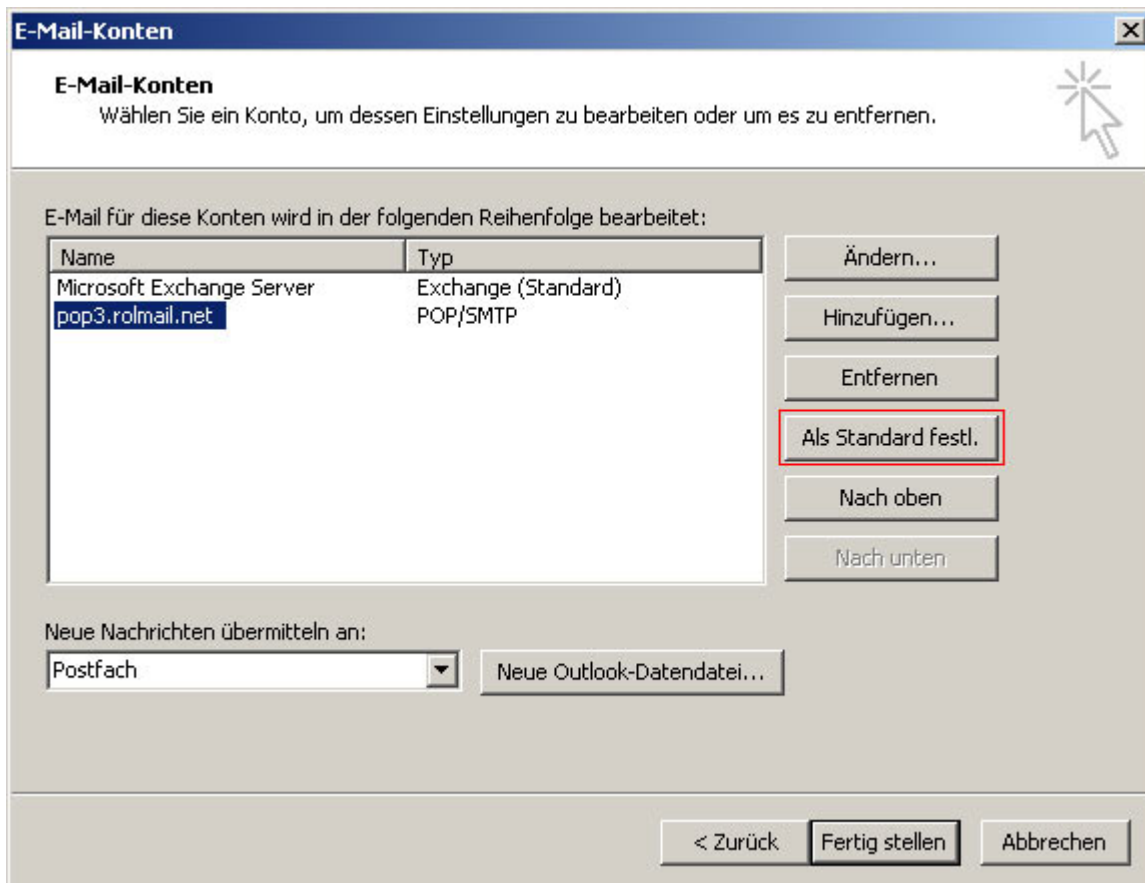 E-Mail-Konten
E-Mail-Konten
Wählen Sie ein Konto, um dessen Einstellungen zu bearbeiten oder um es zu entfernen.
E-Mail für diese Konten wird in der folgenden Reihenfolge bearbeitet:
Name Typ
Microsoft Exchange Server Exchange (Standard)
pop3.rolmail.net POP/SMTP
Ändern...
Hinzufügen...
Entfernen
Als Standard festl.
Nach oben
Nach unten
Neue Nachrichten übermitteln an:
Postfach Neue Outlook-Datendatei...
< Zurück Fertig stellen Abbrechen